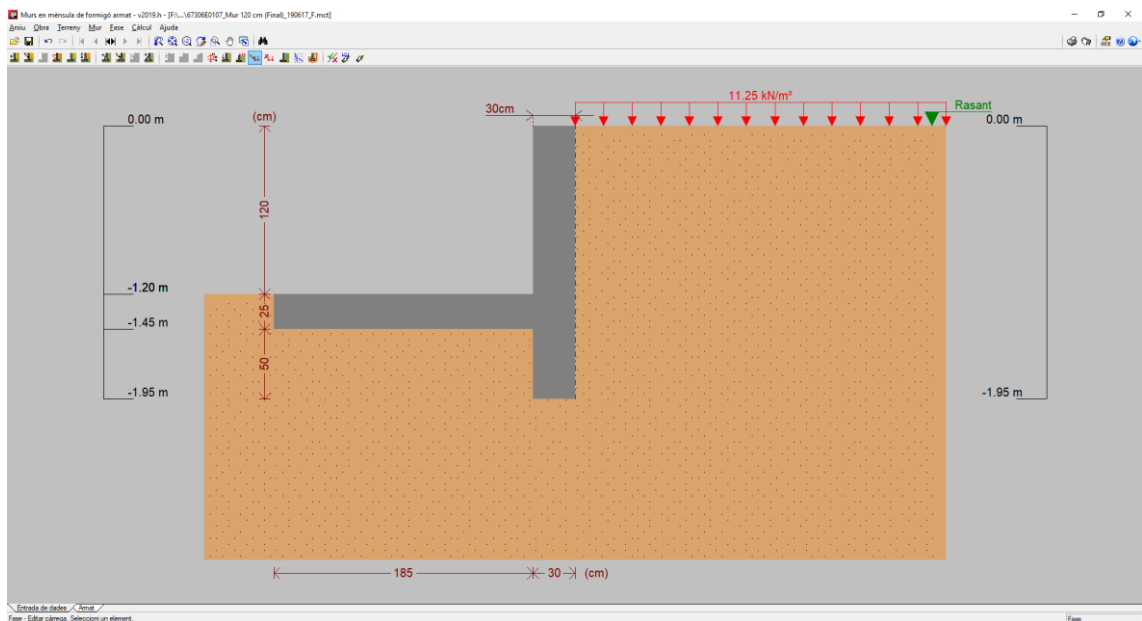 Murs en mènsula de formigó armat - v2019.h - [F:\...\67306E0107_Mur 120 cm (Final)_190617_F.mct]
Arxiu Obra Terreny Mur Fase Càlcul Ajuda
11.25 kN/m²
30cm
Rasant
0.00 m
(cm)
0.00 m
120
-1.20 m
25
-1.45 m
50
-1.95 m
-1.95 m
185
30
(cm)
Entrada de dades
Armat
Fase - Editar càrrega. Seleccioni un element.
Fase